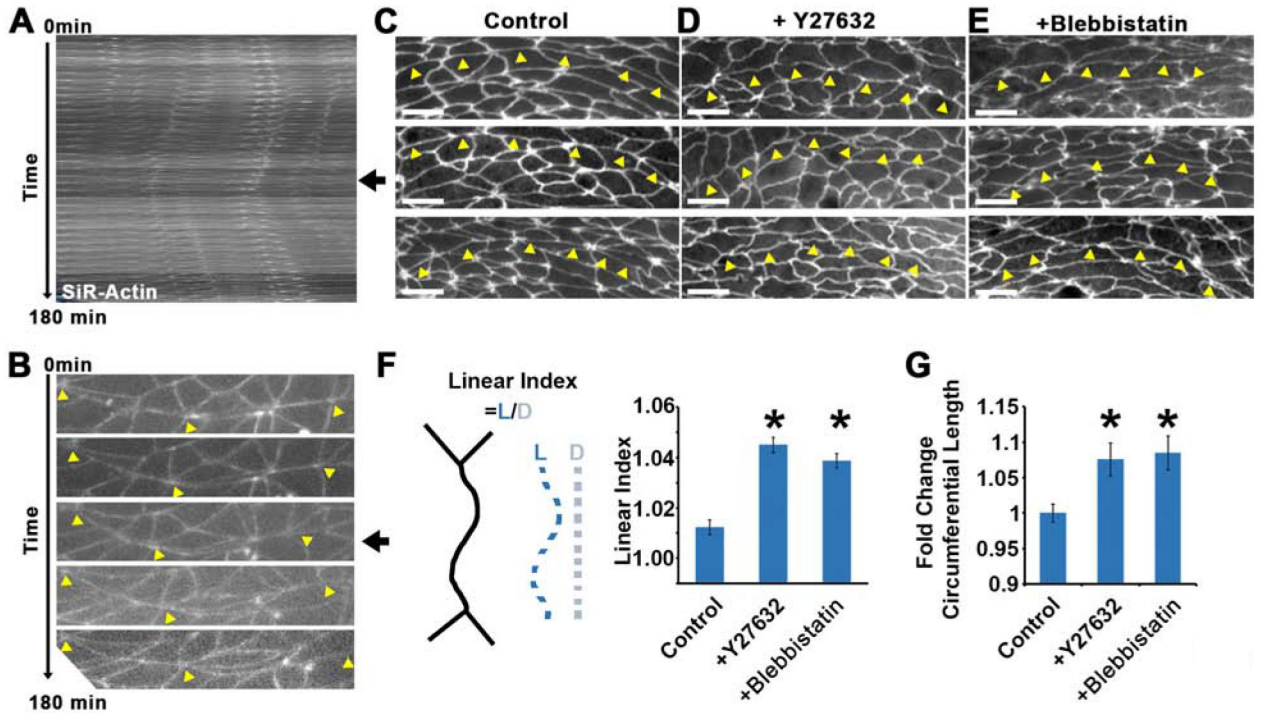 A
0min
Time
SiR-Actin
180 min
B
0min
Time
180 min
C
Control
D
+ Y27632
E
+Blebbistatin
F
Linear Index
=L/D
L
D
Linear Index
1.06
1.04
1.02
1.00
*
*
Control
+Y27632
+Blebbistatin
G
Fold Change
Circumferential Length
1.15
1.1
1.05
1
0.95
0.9
*
*
Control
+Y27632
+Blebbistatin